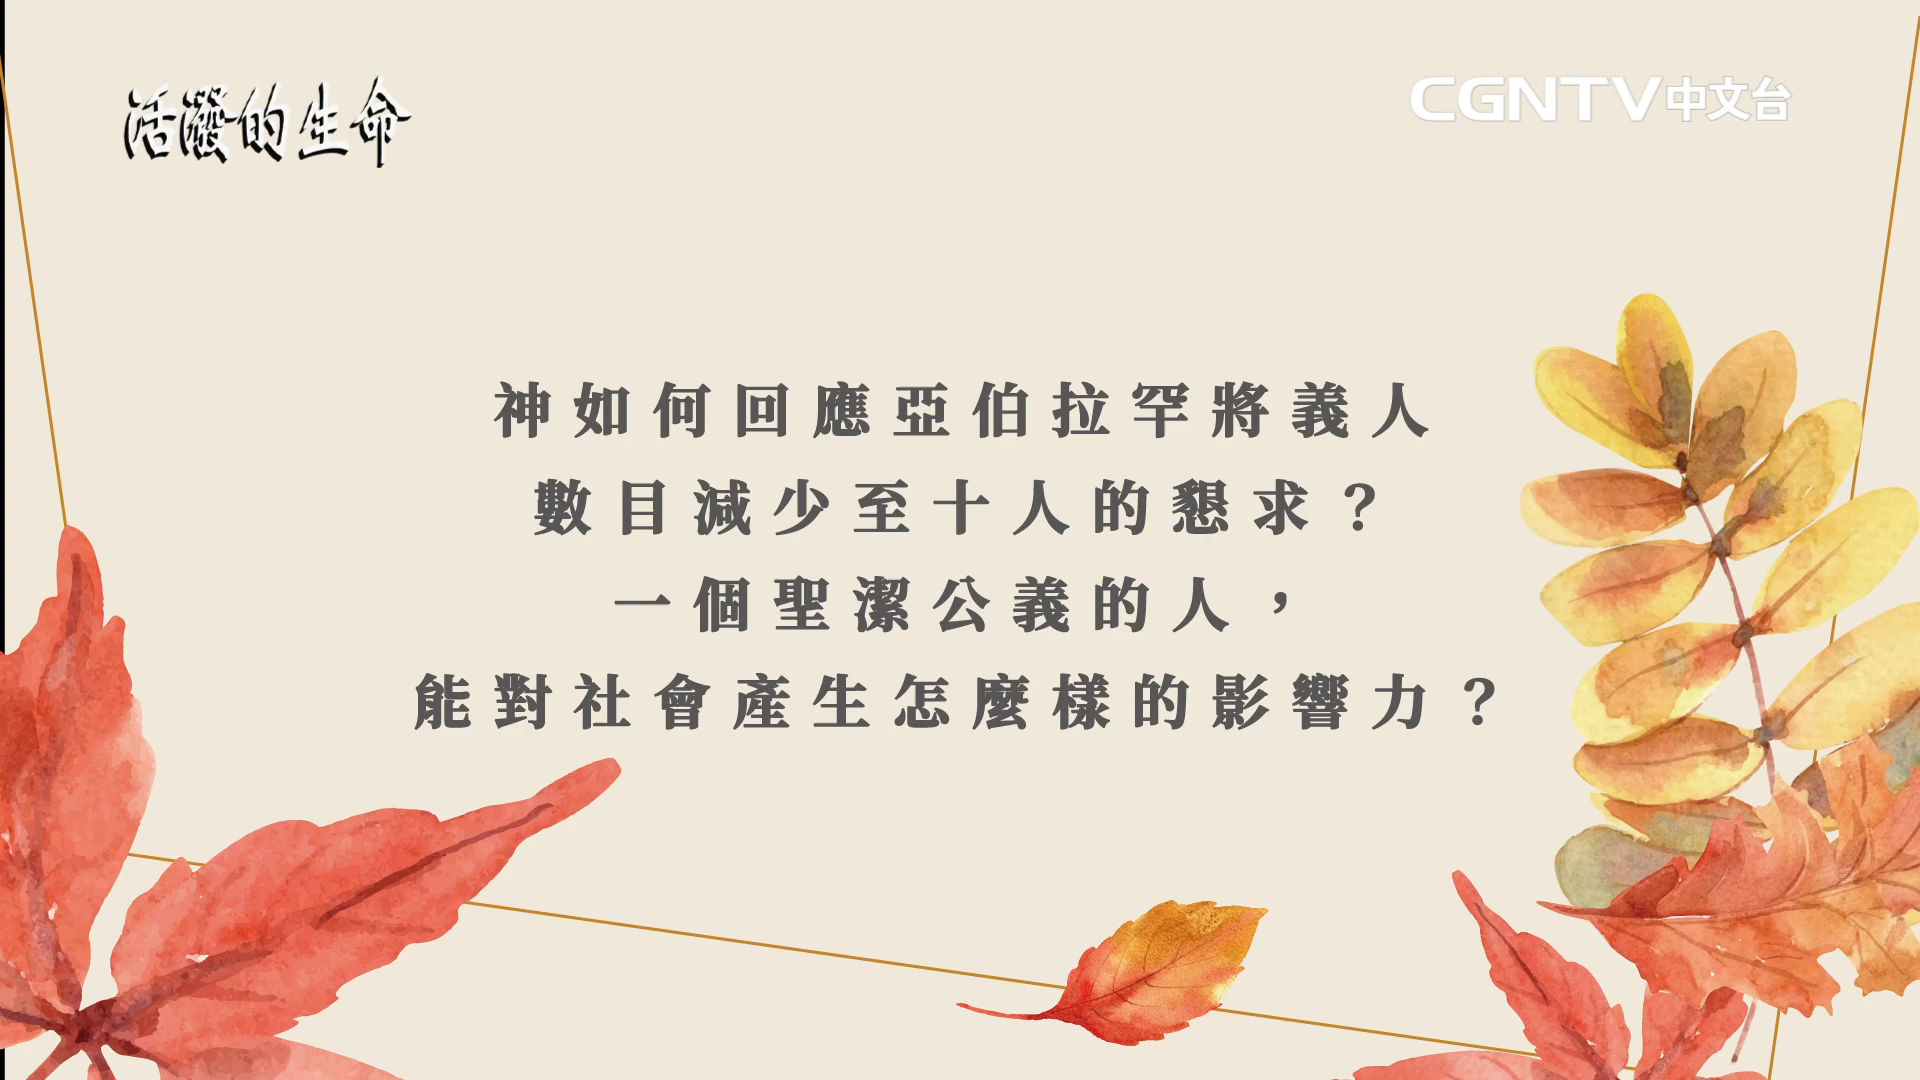 活潑的生命
CGNTV中文台
神如何回應亞伯拉罕將義人
數目減少至十人的懇求？
一個聖潔公義的人，
能對社會產生怎麼樣的影響力？